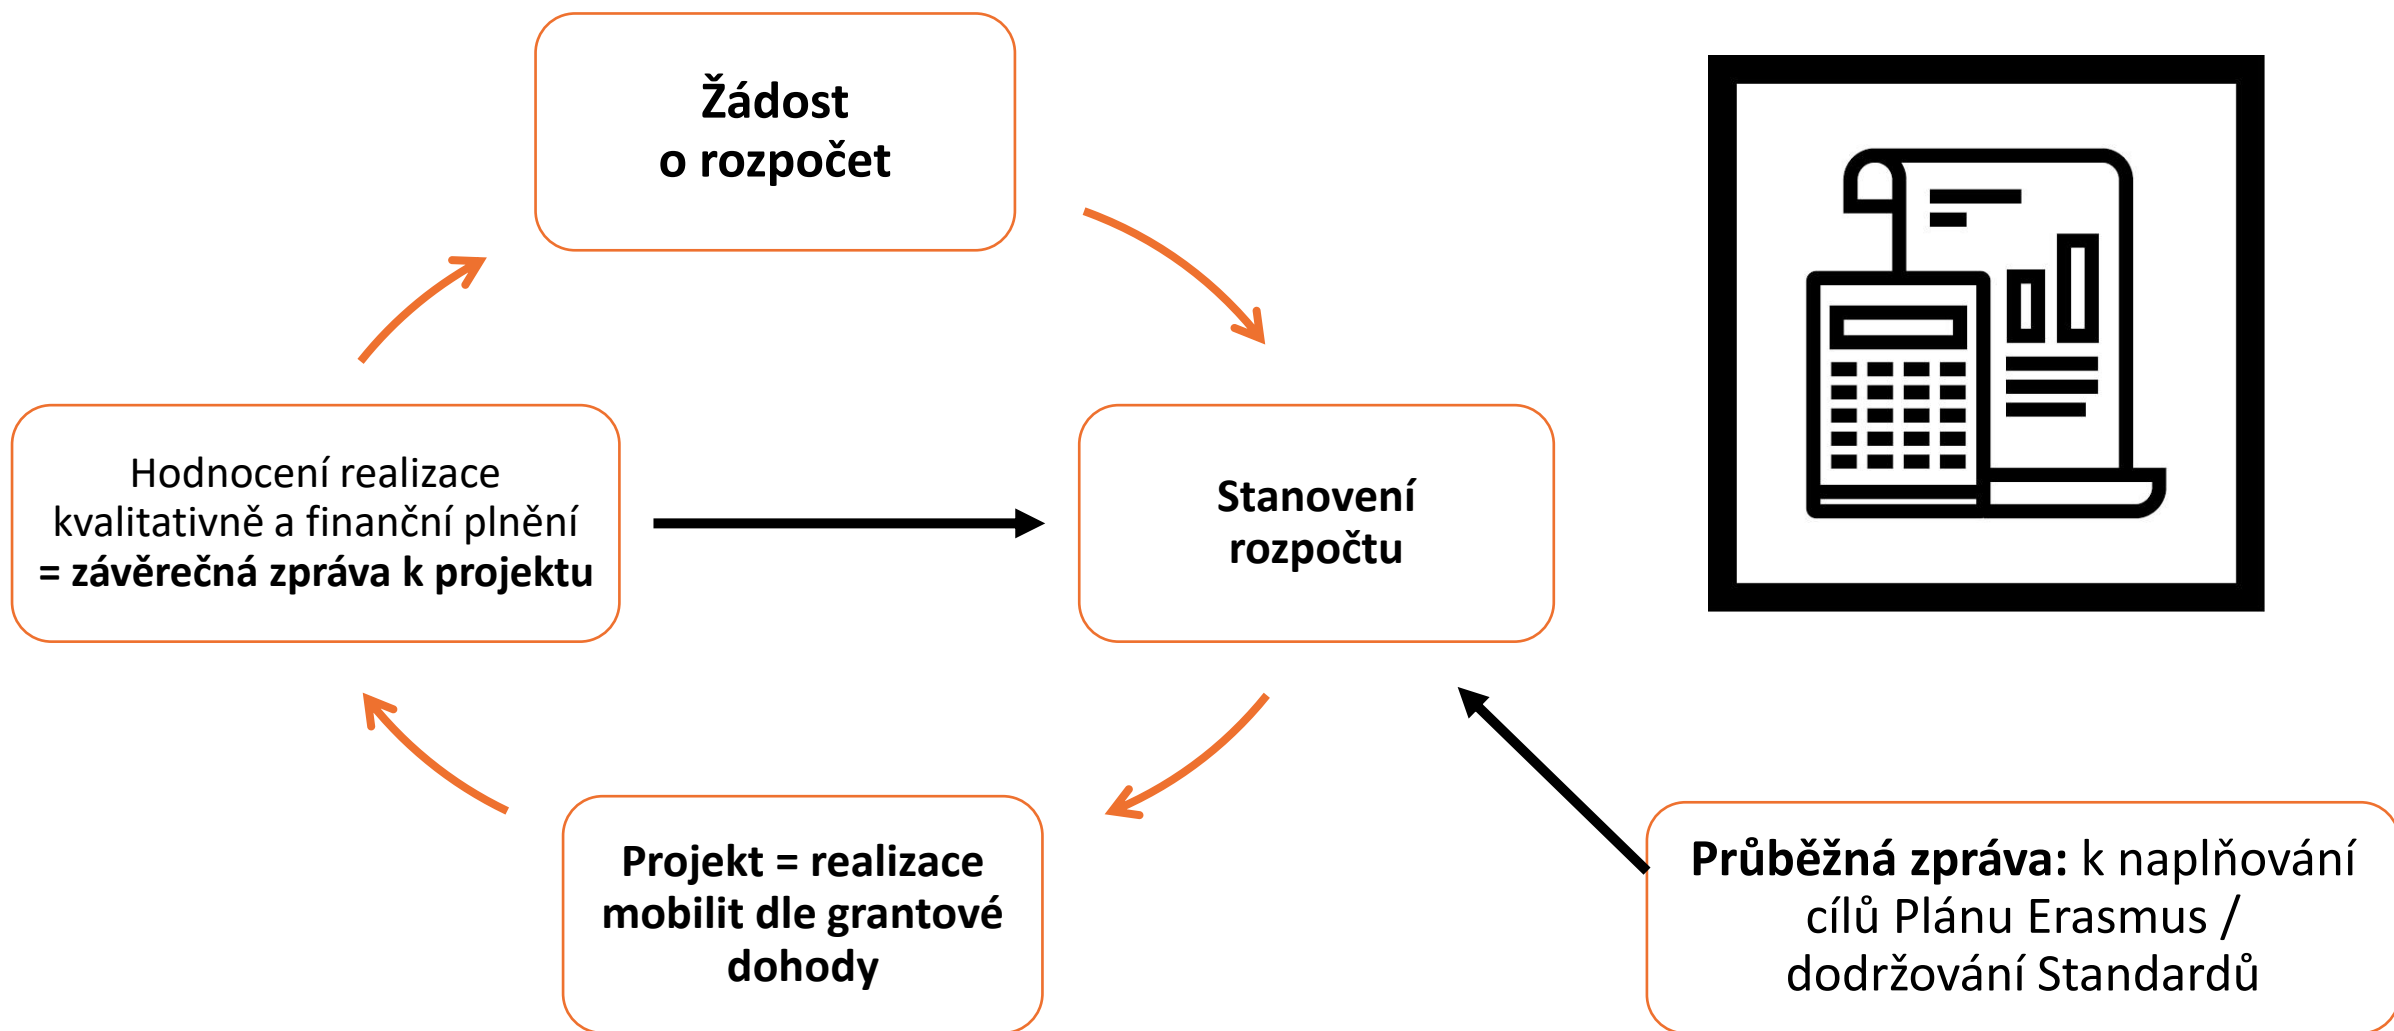 Žádost
o rozpočet
Hodnocení realizace
kvalitativně a finanční plnění
= závěrečná zpráva k projektu
Stanovení
rozpočtu
Projekt = realizace
mobilit dle grantové
dohody
Průběžná zpráva: k naplňování
cílů Plánu Erasmus /
dodržování Standardů